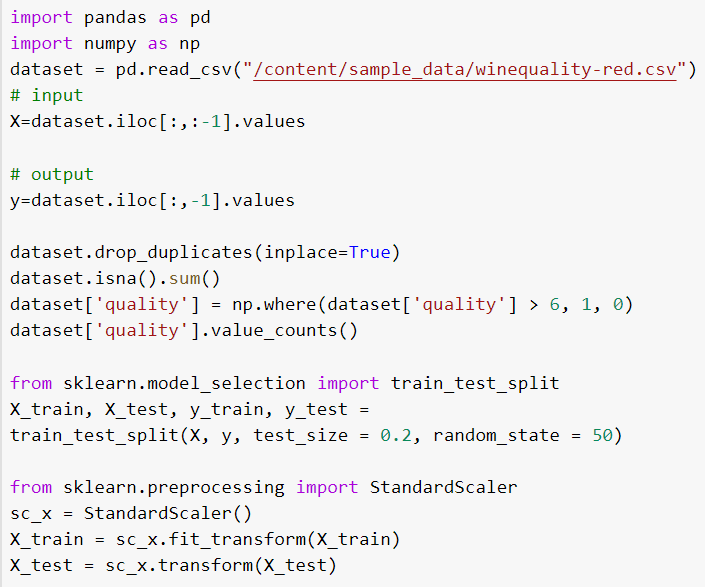 import pandas as pd
import numpy as np
dataset = pd.read_csv("/content/sample_data/winequality-red.csv")
# input
X=dataset.iloc[:,:-1].values
# output
y=dataset.iloc[:,-1].values
dataset.drop_duplicates(inplace=True)
dataset.isna().sum()
dataset['quality'] = np.where(dataset['quality'] > 6, 1, 0)
dataset['quality'].value_counts()
from sklearn.model_selection import train_test_split
X_train, X_test, y_train, y_test =
train_test_split(X, y, test_size = 0.2, random_state = 50)
from sklearn.preprocessing import StandardScaler
sc_x = StandardScaler()
X_train = sc_x.fit_transform(X_train)
X_test = sc_x.transform(X_test)